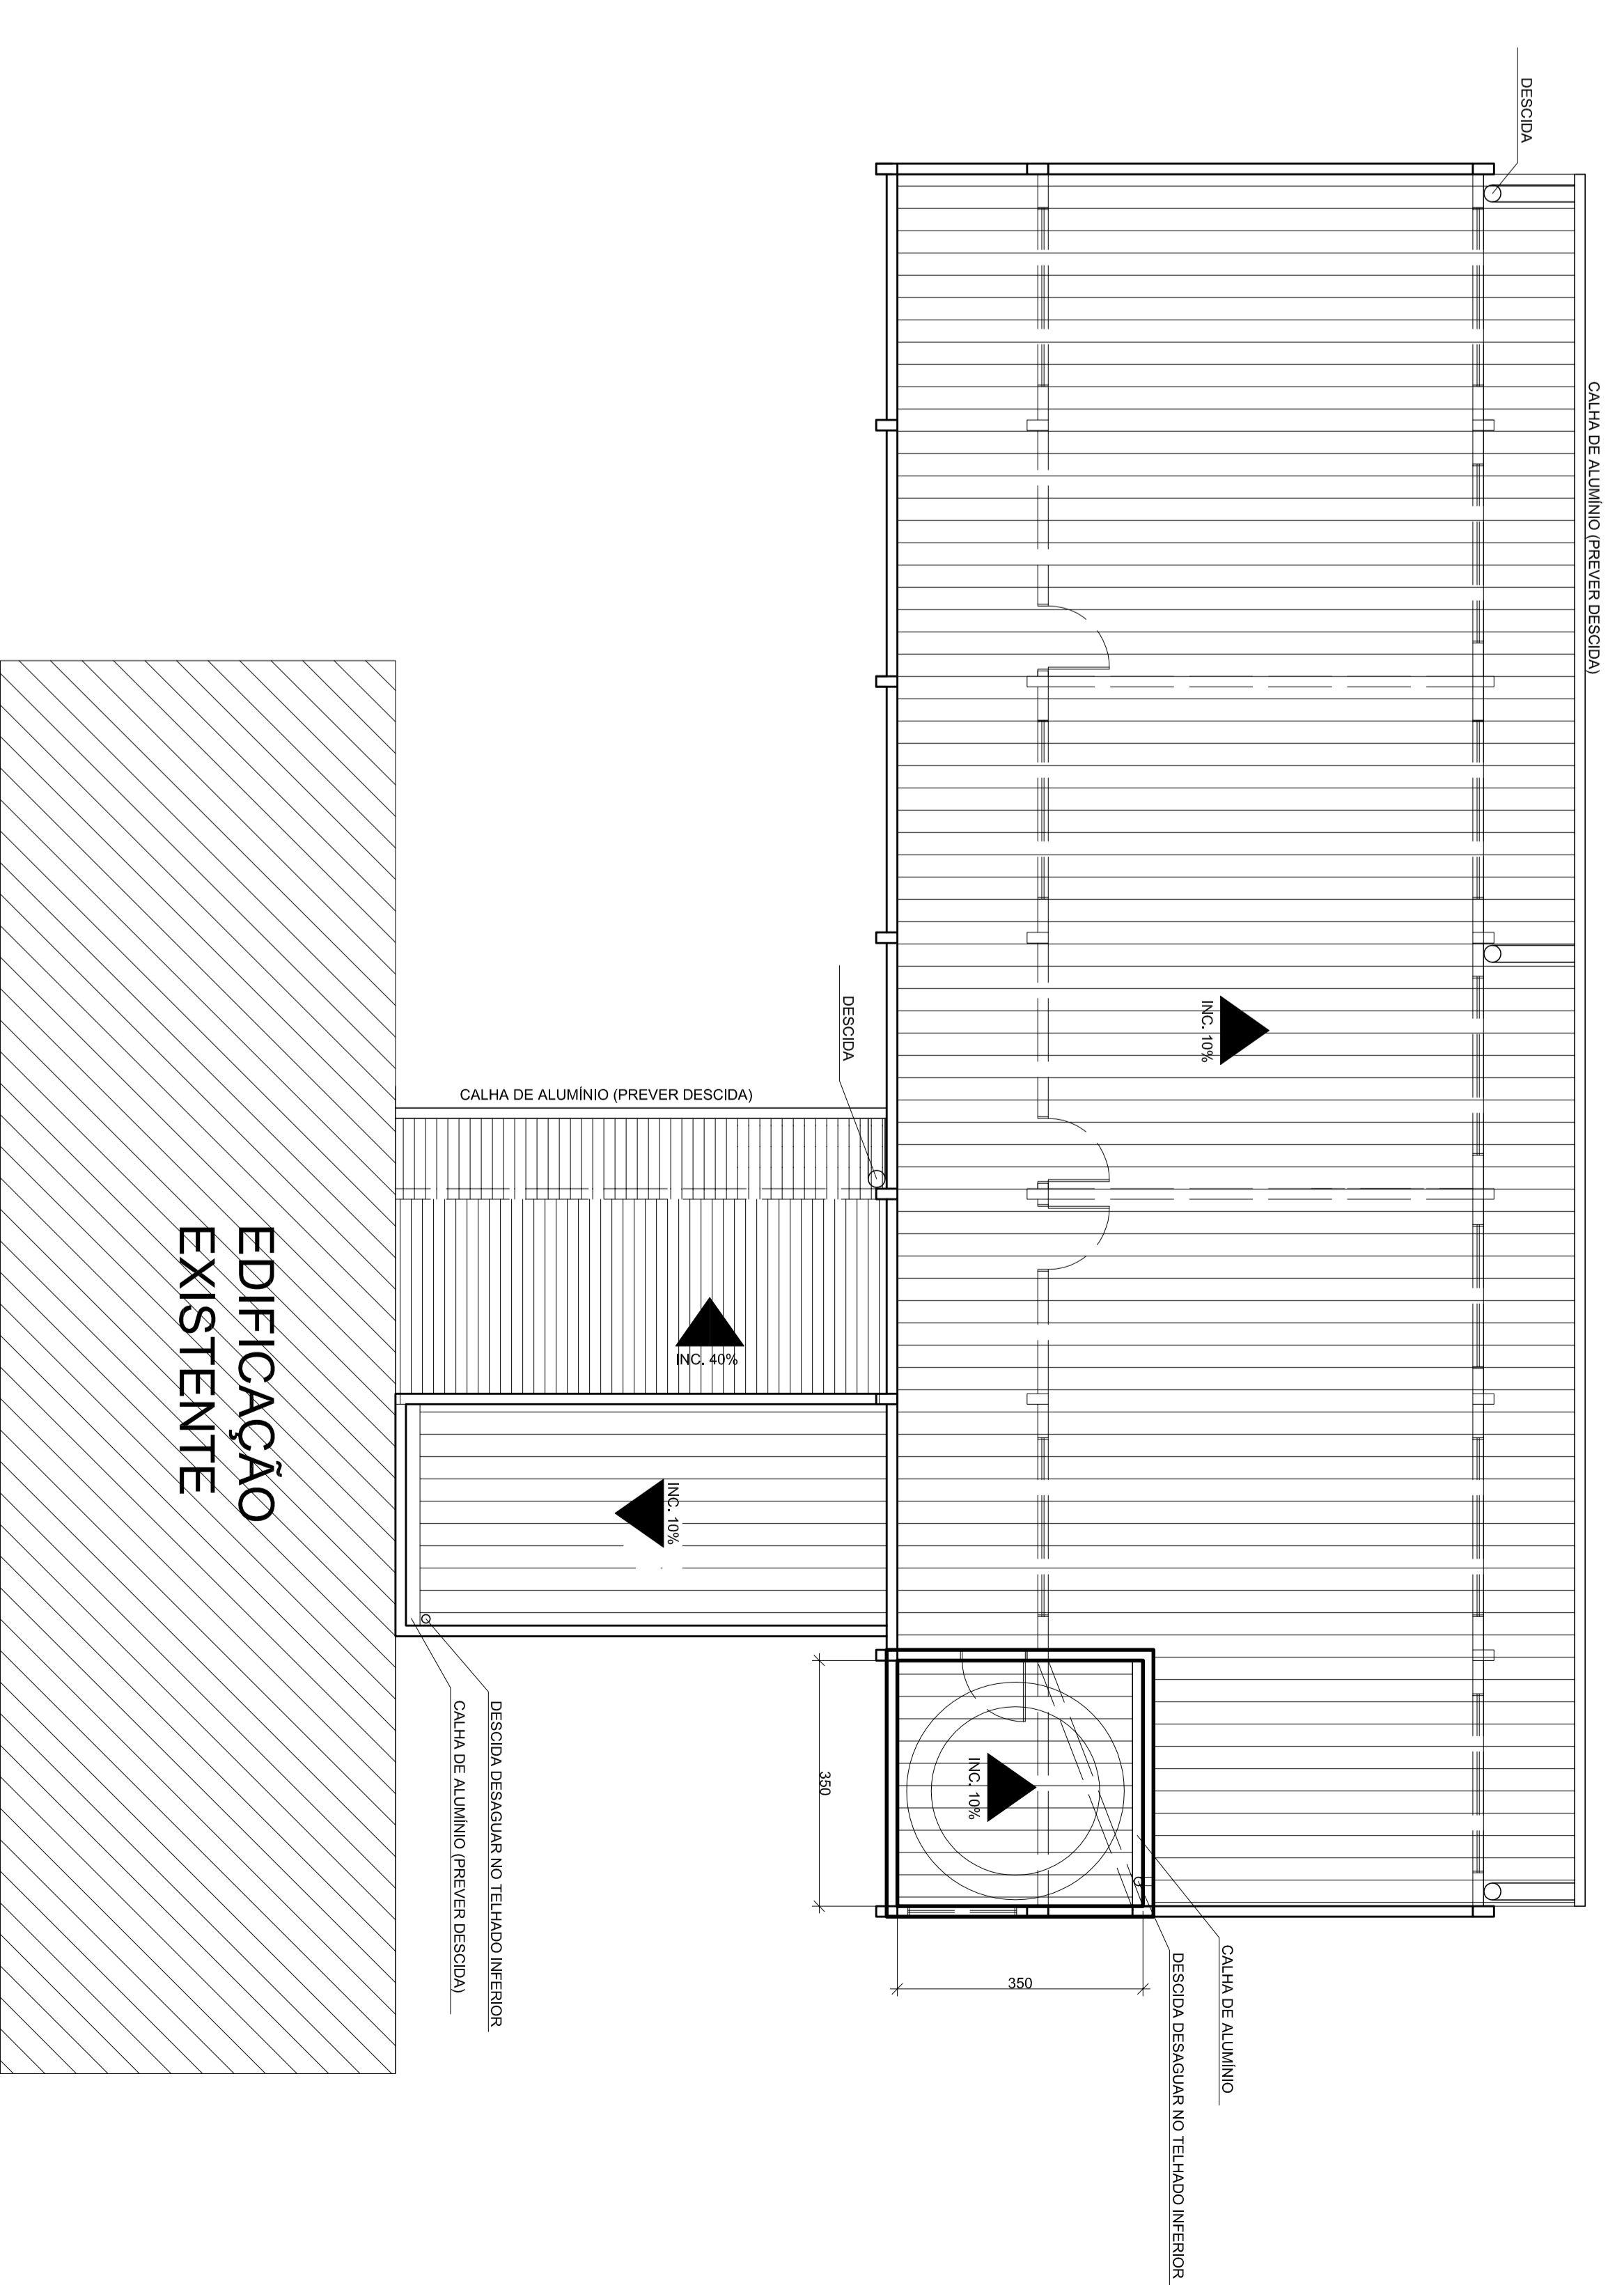 DESCIDA
CALHA DE ALUMÍNIO (PREVER DESCIDA)
INC. 10%
DESCIDA
CALHA DE ALUMÍNIO (PREVER DESCIDA)
INC. 40%
INC. 10%
EDIFICAÇÃO
EXISTENTE
INC. 10%
350
350
CALHA DE ALUMÍNIO
DESCIDA DESAGUAR NO TELHADO INFERIOR
DESCIDA DESAGUAR NO TELHADO INFERIOR
CALHA DE ALUMÍNIO (PREVER DESCIDA)